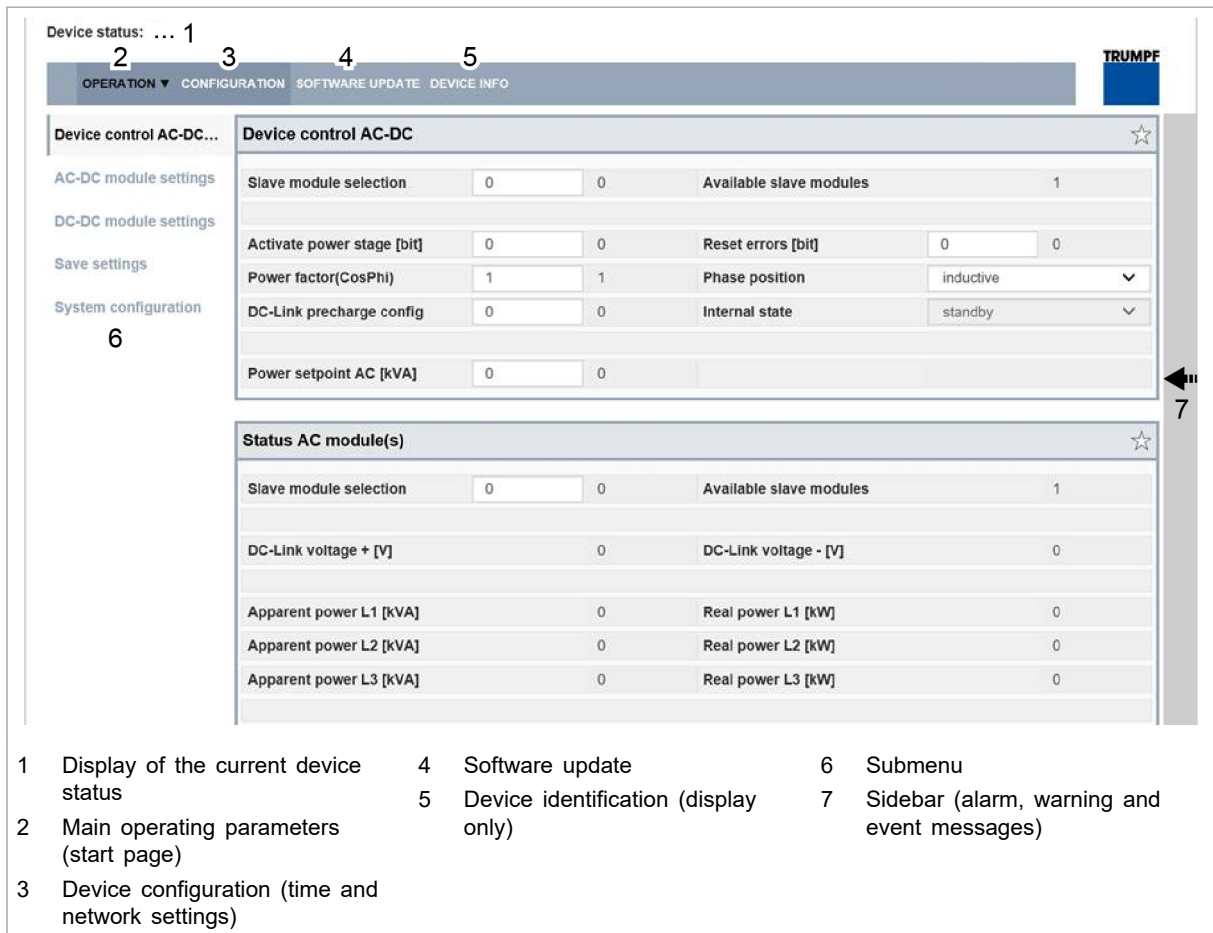 Device status: ... 1
2 3 4 5
TRUMPF
OPERATION ▼ CONFIGURATION SOFTWARE UPDATE DEVICE INFO
Device control AC-DC...
AC-DC module settings
DC-DC module settings
Save settings
System configuration
6
Device control AC-DC
Slave module selection 0 0 Available slave modules 1
Activate power stage [bit] 0 0 Reset errors [bit] 0 0
Power factor(CosPhi) 1 1 Phase position inductive
DC-Link precharge config 0 0 Internal state standby
Power setpoint AC [kVA] 0 0
7
Status AC module(s)
Slave module selection 0 0 Available slave modules 1
DC-Link voltage + [V] 0 DC-Link voltage - [V] 0
Apparent power L1 [kVA] 0 Real power L1 [kW] 0
Apparent power L2 [kVA] 0 Real power L2 [kW] 0
Apparent power L3 [kVA] 0 Real power L3 [kW] 0
1 Display of the current device
status
2 Main operating parameters
(start page)
3 Device configuration (time and
network settings)
4 Software update
5 Device identification (display
only)
6 Submenu
7 Sidebar (alarm, warning and
event messages)